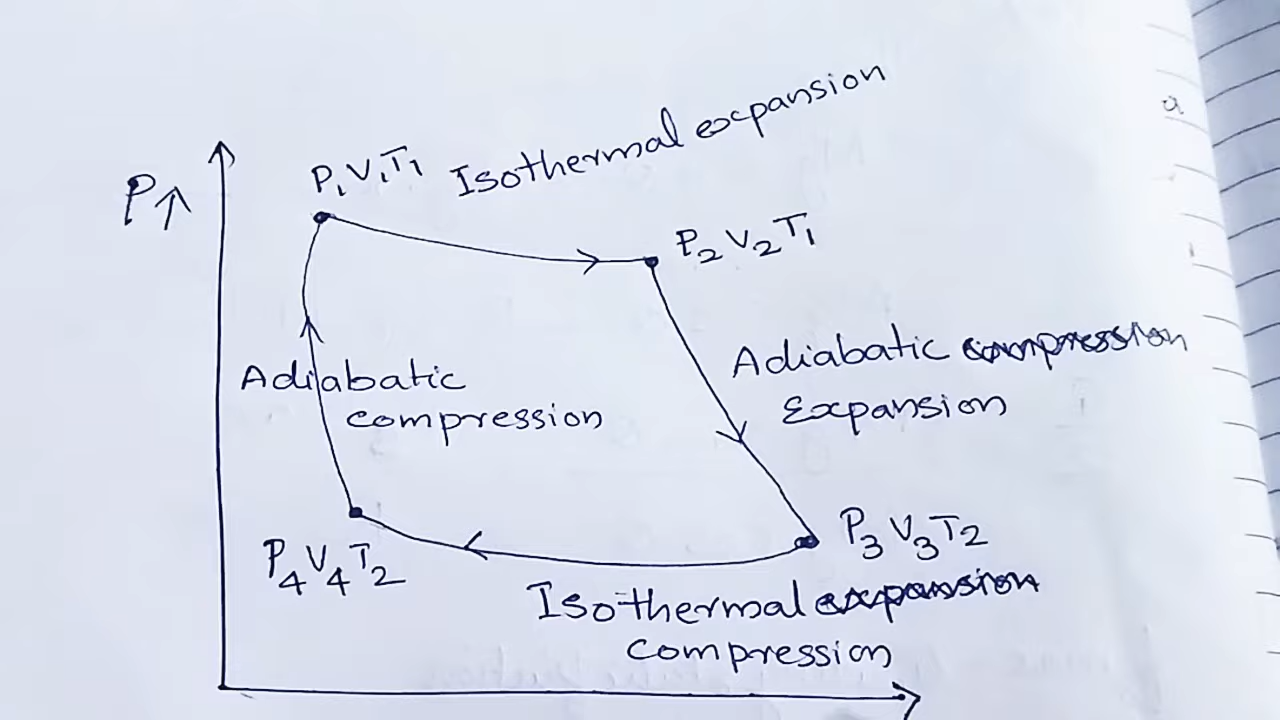 Isothermal expansion
P₁V₁T₁
P↑
P₂V₂T₁
Adiabatic compression
Expansion
Adiabatic
compression
P₃V₃T₂
P₄V₄T₂
Isothermal expansion
compression